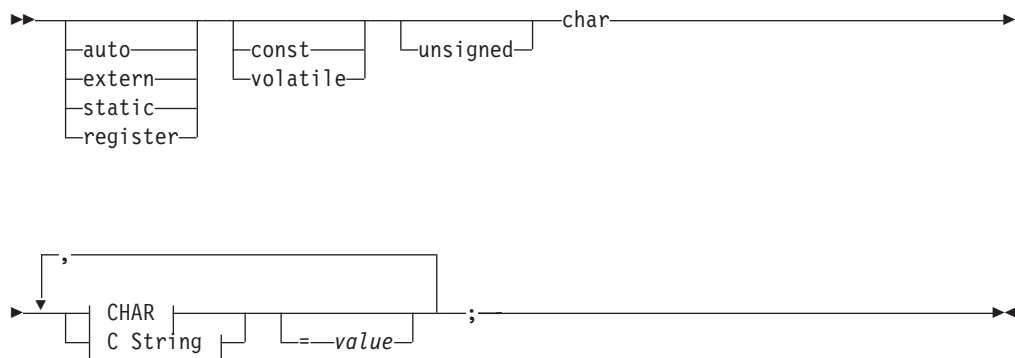 char
auto const unsigned
extern volatile
static
register
,
CHAR ;
C String = value